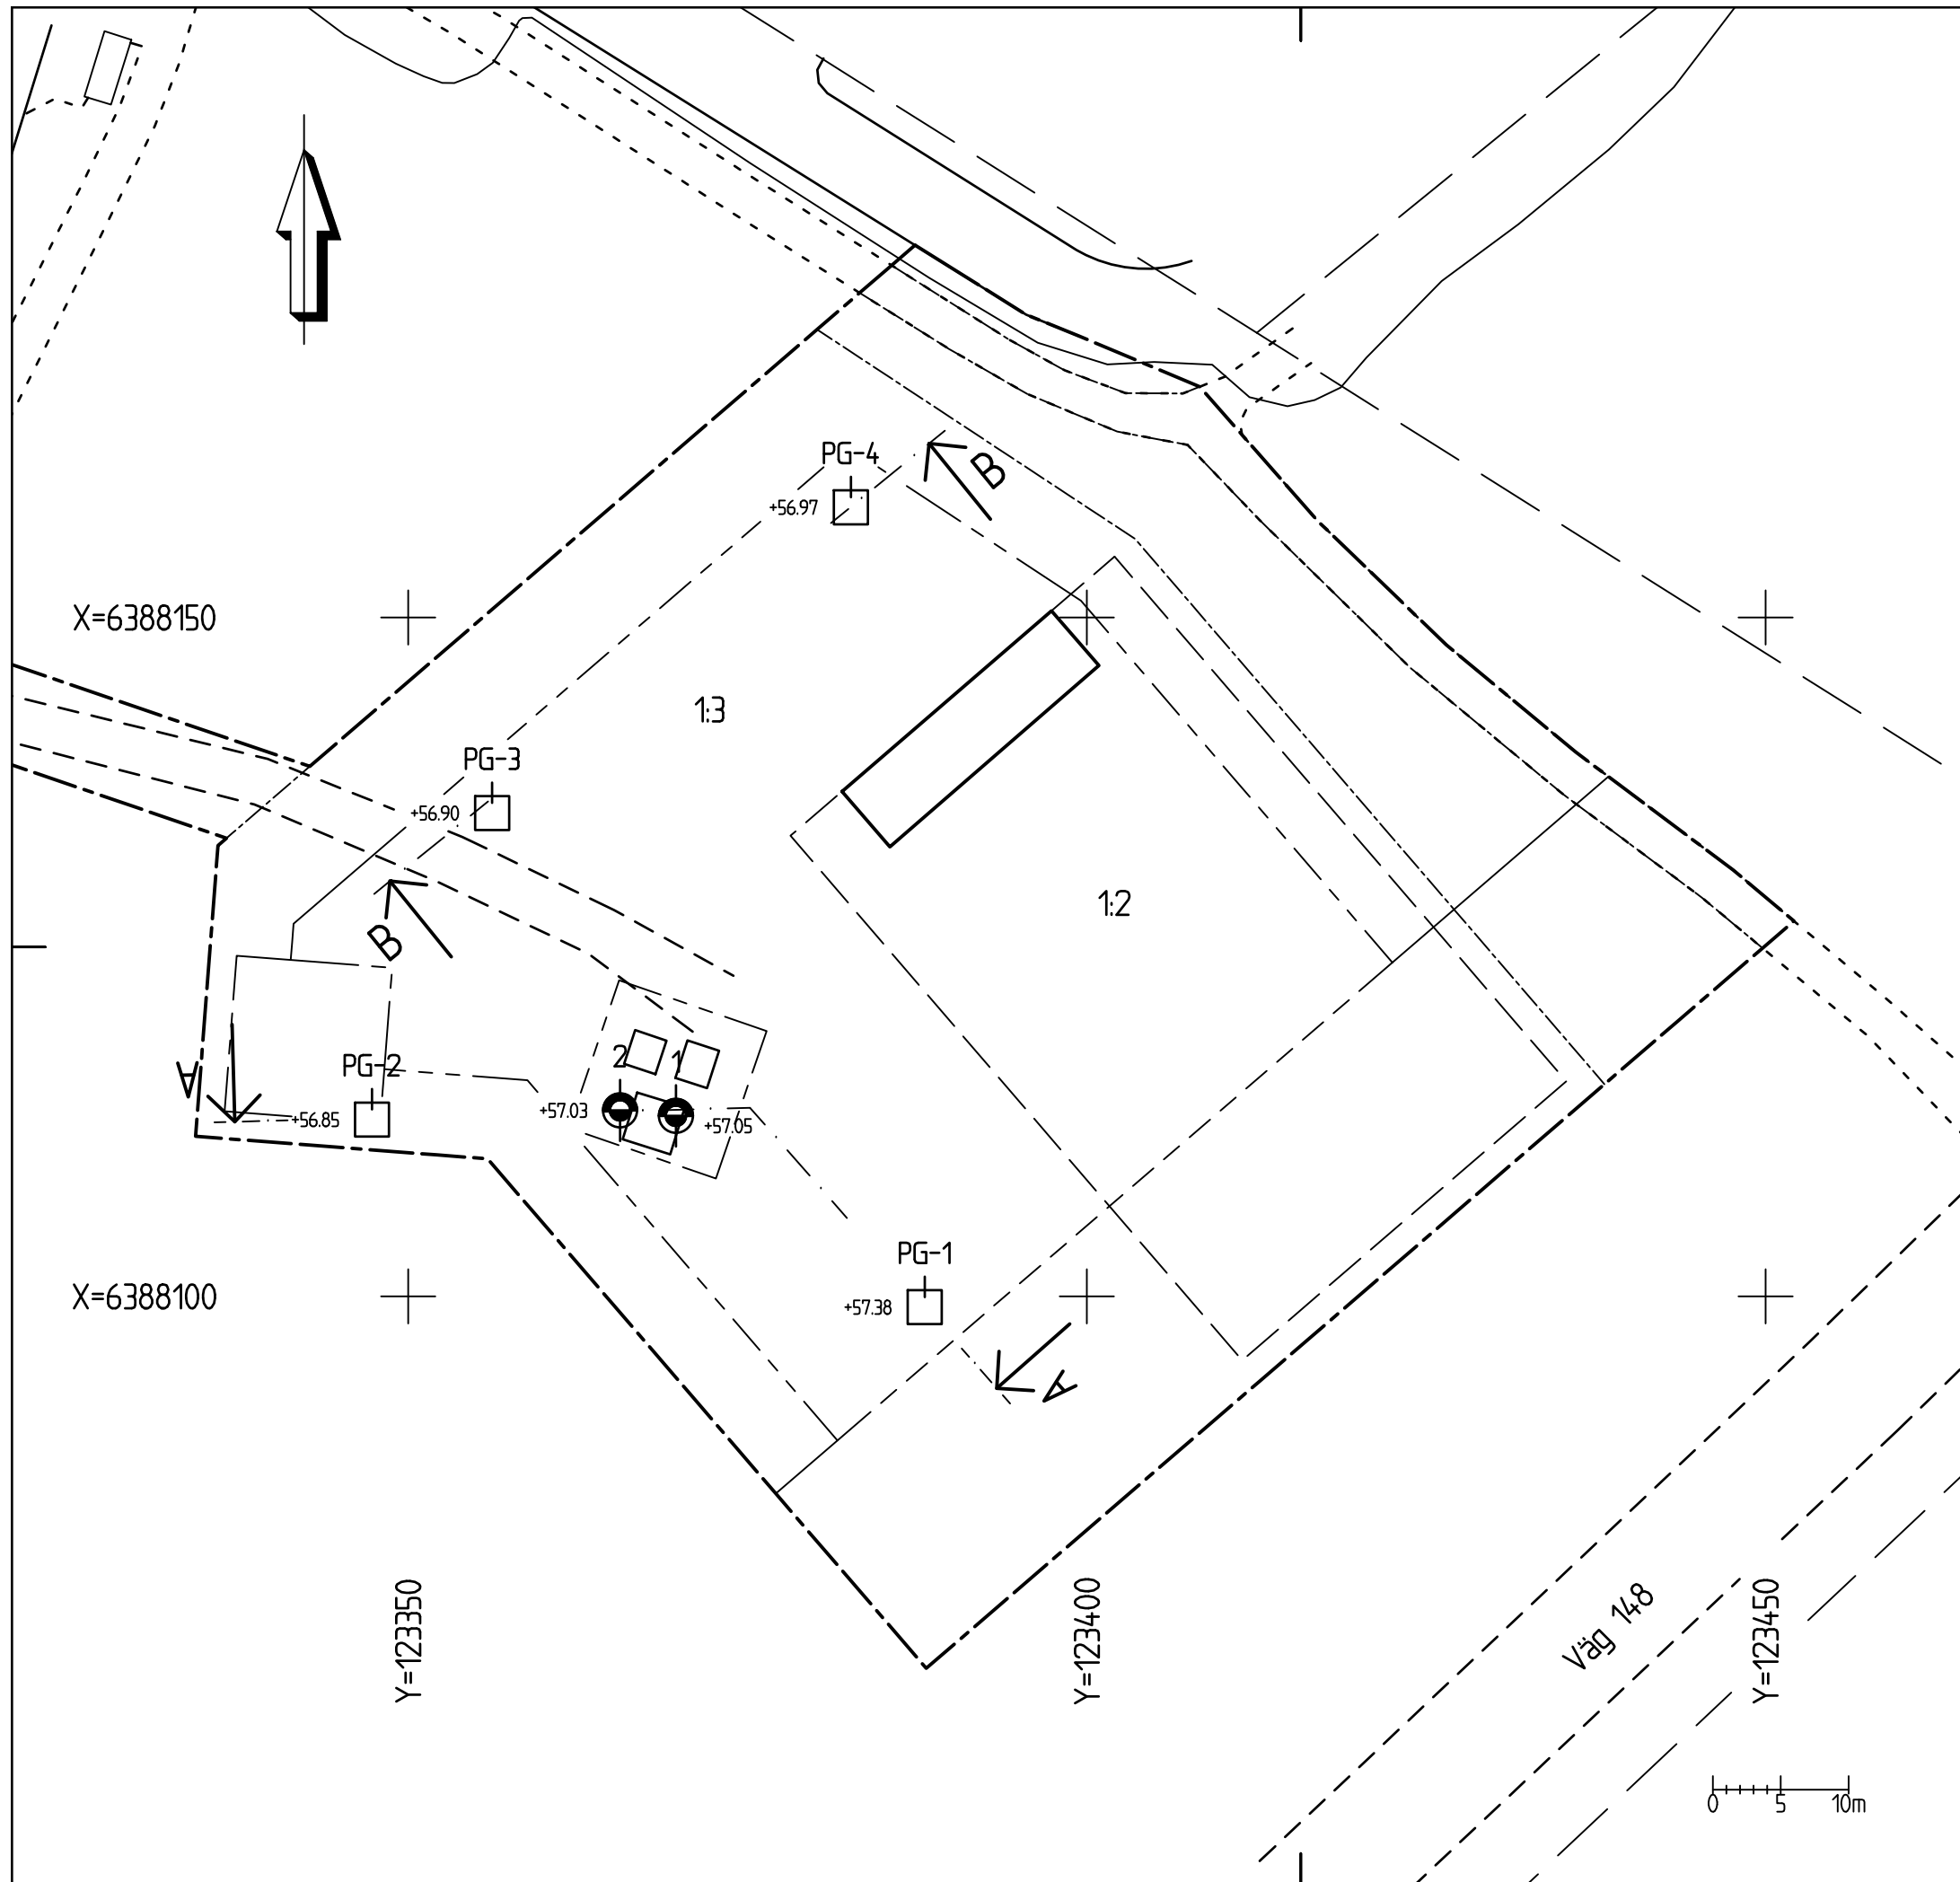 PG-4
B
+56.97
X=6388150
1:3
PG-3
+56.90
1:2
B
A
PG-2
2
1
+57.03
+57.05
+56.85
PG-1
X=6388100
+57.38
A
Y=123350
Y=123400
Y=123450
Väg 148
0 5 10m